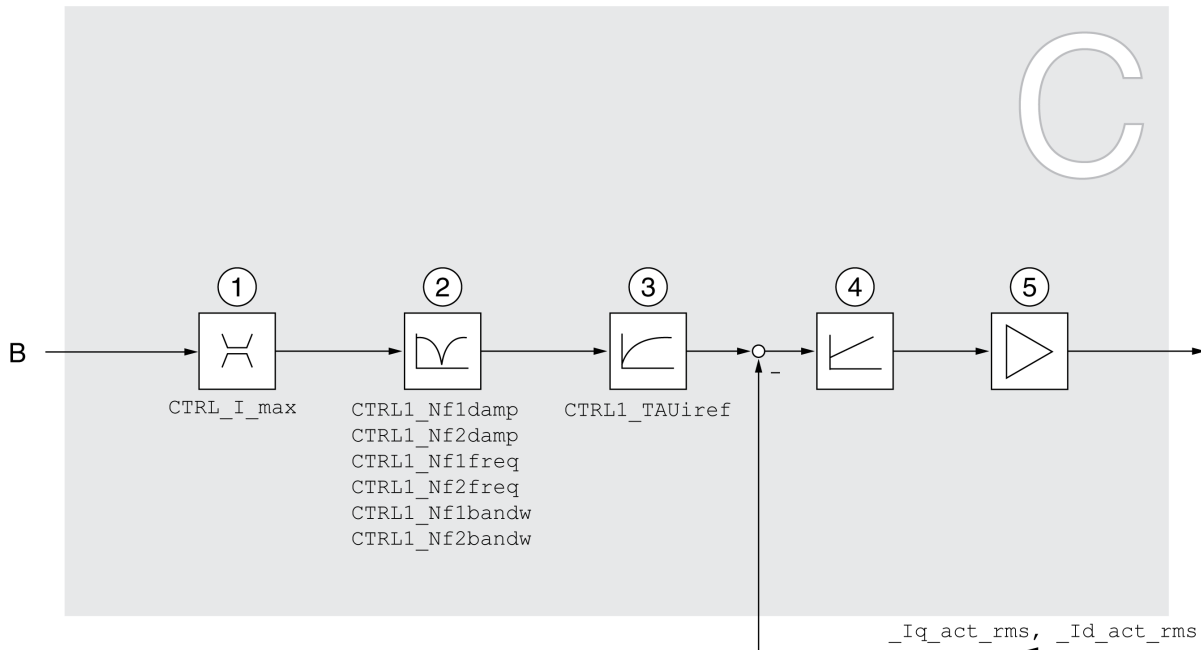 C
1
2
3
4
5
B
-
CTRL_I_max
CTRL1_Nf1damp
CTRL1_Nf2damp
CTRL1_Nf1freq
CTRL1_Nf2freq
CTRL1_Nf1bandw
CTRL1_Nf2bandw
CTRL1_TAUiref
_Iq_act_rms, _Id_act_rms